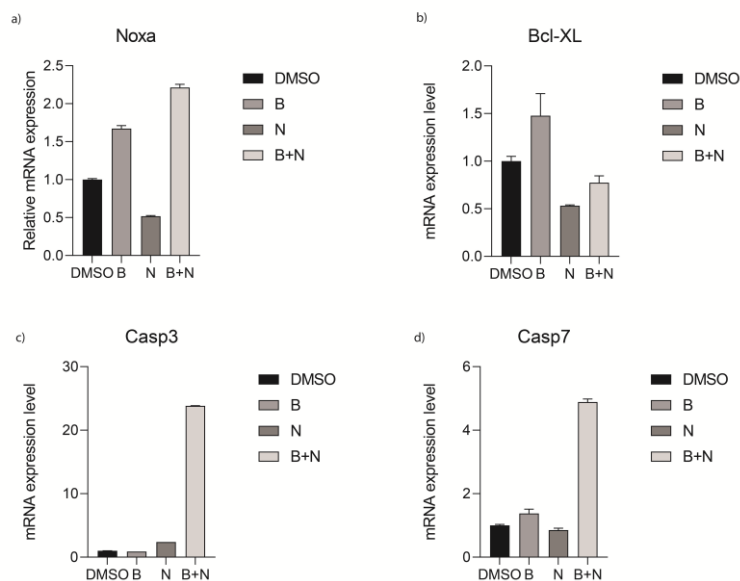 a)
Noxa
Relative mRNA expression
2.5
2.0
1.5
1.0
0.5
0.0
DMSO B N B+N
DMSO
B
N
B+N
b)
Bcl-XL
mRNA expression level
2.0
1.5
1.0
0.5
0.0
DMSO B N B+N
DMSO
B
N
B+N
c)
Casp3
mRNA expression level
30
20
10
0
DMSO B N B+N
DMSO
B
N
B+N
d)
Casp7
mRNA expression level
6
4
2
0
DMSO B N B+N
DMSO
B
N
B+N